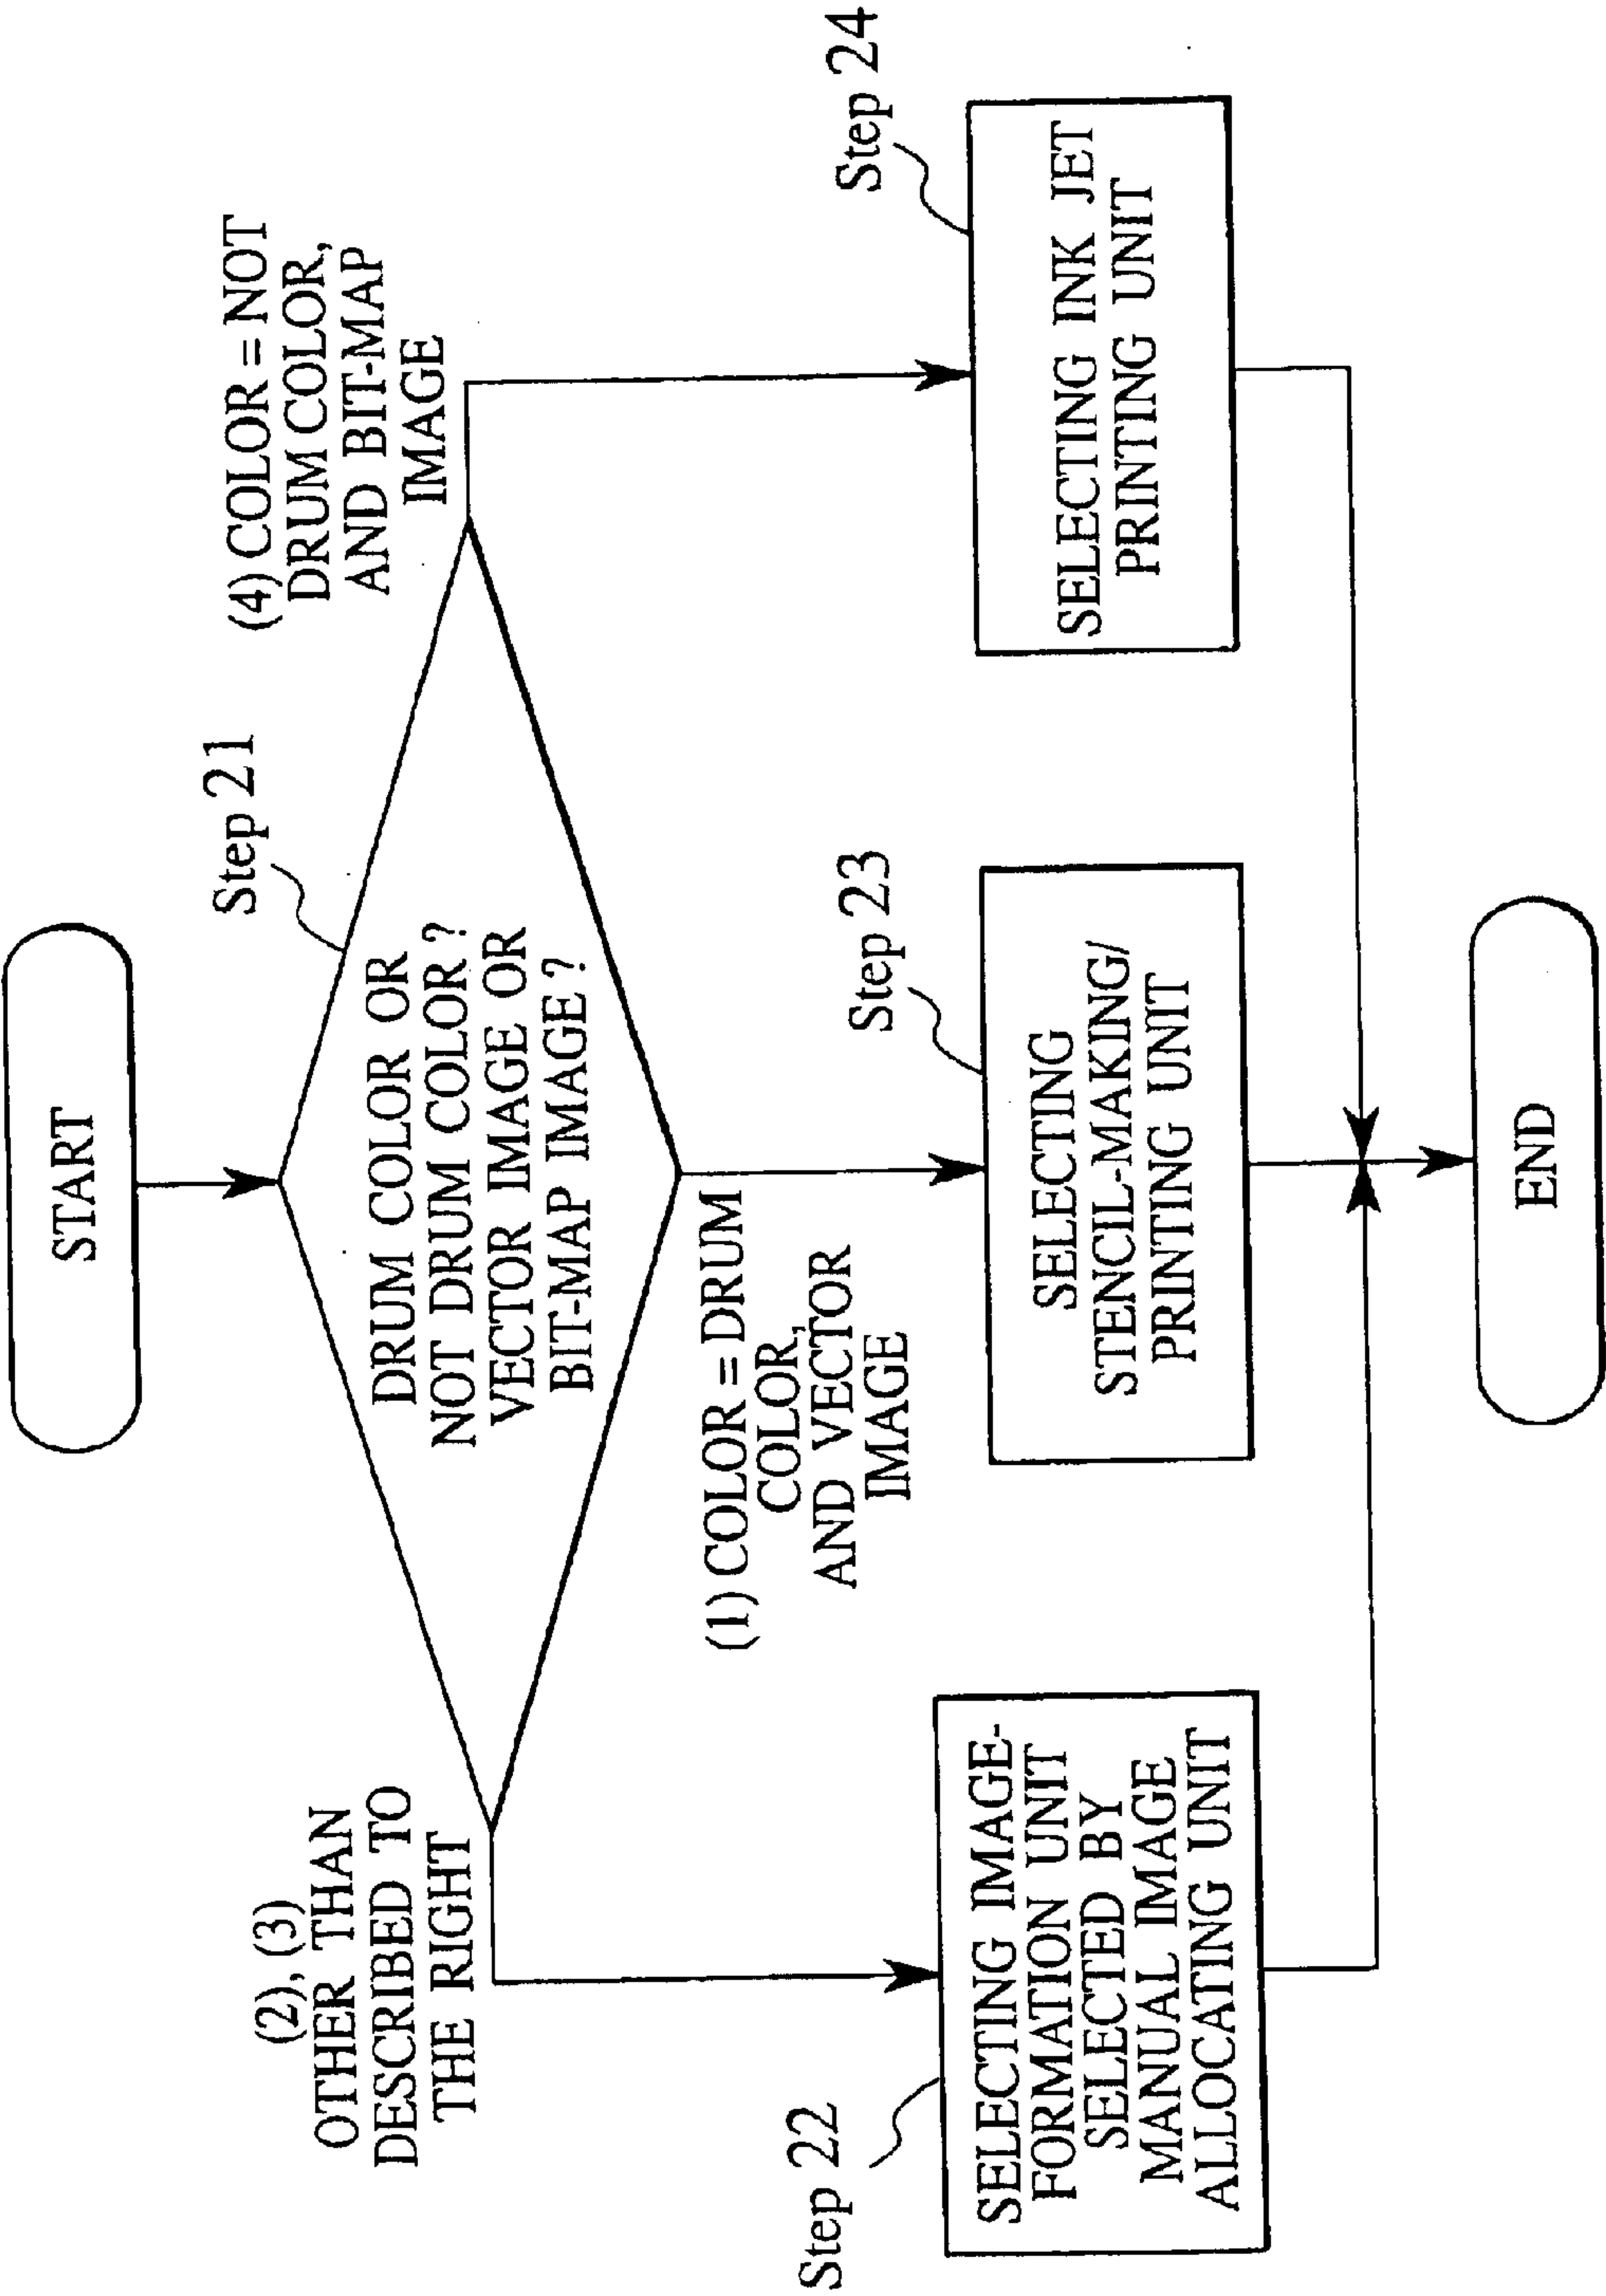 START
Step 21
DRUM COLOR OR
NOT DRUM COLOR ?
VECTOR IMAGE OR
BIT-MAP IMAGE ?
(2), (3)
OTHER THAN
DESCRIBED TO
THE RIGHT
(1) COLOR = DRUM
COLOR,
AND VECTOR
IMAGE
(4) COLOR = NOT
DRUM COLOR,
AND BIT-MAP
IMAGE
Step 22
SELECTING IMAGE-
FORMATION UNIT
SELECTED BY
MANUAL IMAGE
ALLOCATING UNIT
Step 23
SELECTING
STENCIL-MAKING/
PRINTING UNIT
Step 24
SELECTING INK JET
PRINTING UNIT
END